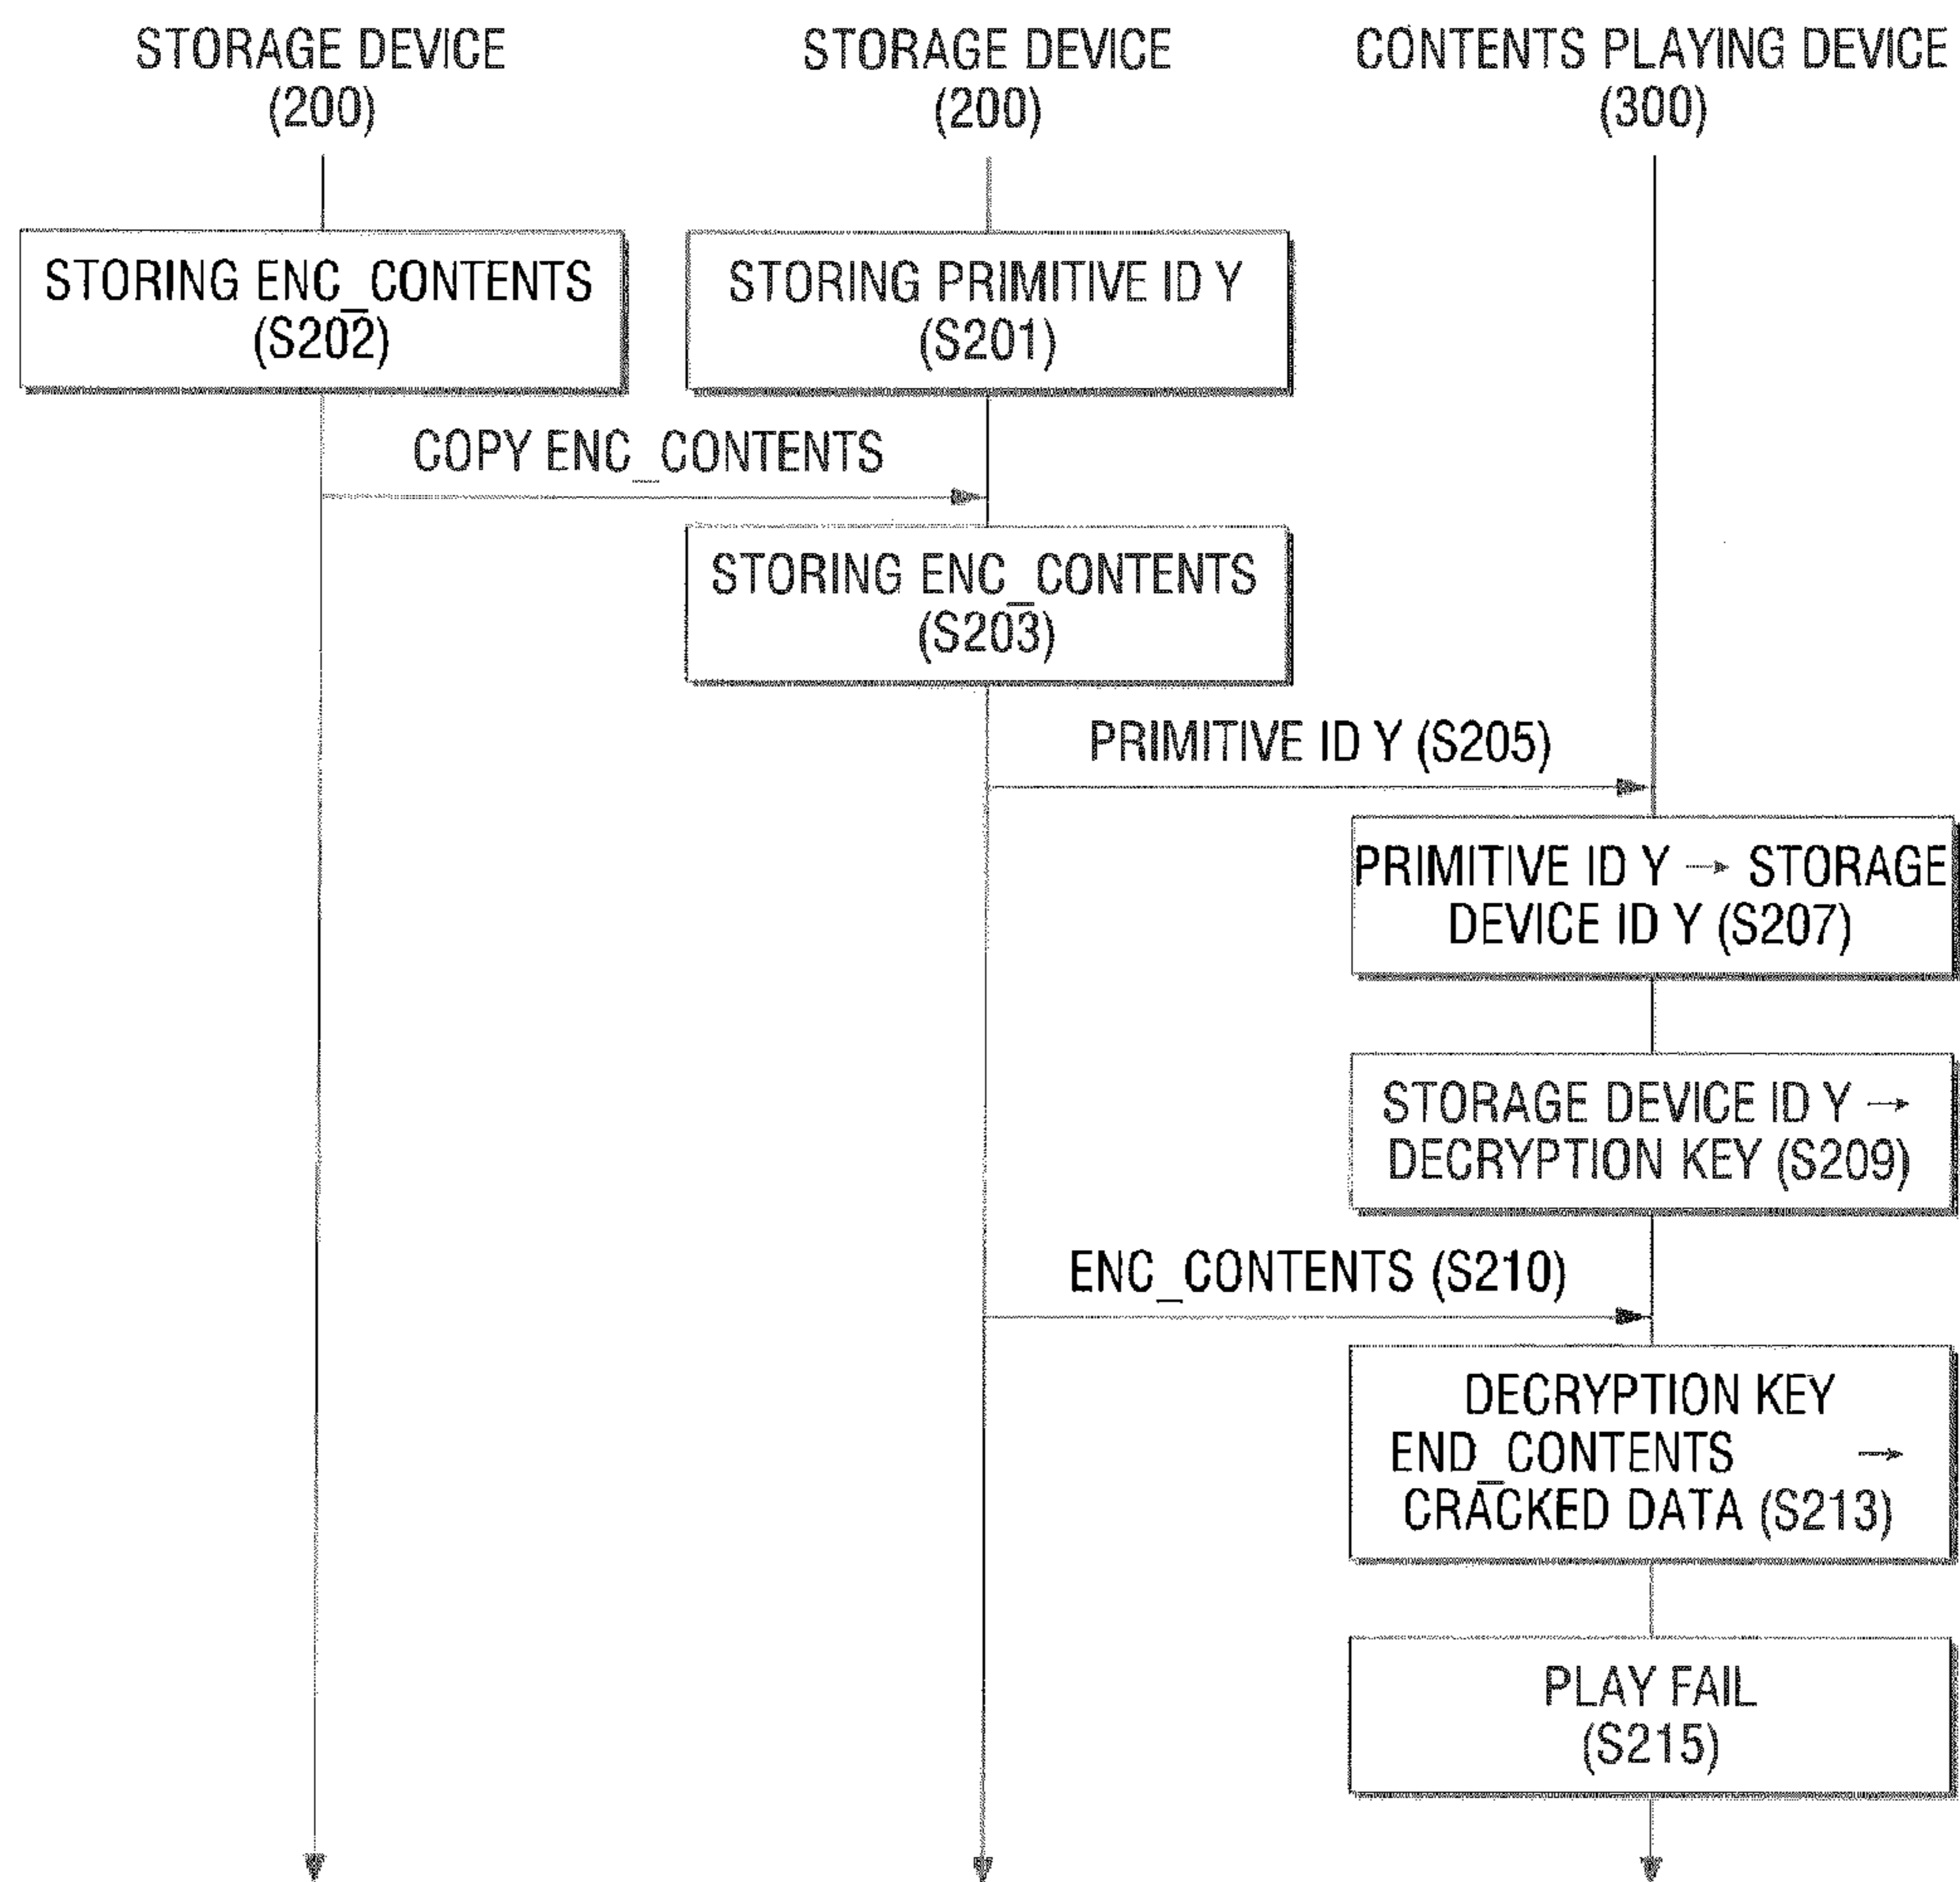 STORAGE DEVICE
(200)
STORAGE DEVICE
(200)
CONTENTS PLAYING DEVICE
(300)
STORING ENC_CONTENTS
(S202)
STORING PRIMITIVE ID Y
(S201)
COPY ENC_CONTENTS
STORING ENC_CONTENTS
(S203)
PRIMITIVE ID Y (S205)
PRIMITIVE ID Y → STORAGE
DEVICE ID Y (S207)
STORAGE DEVICE ID Y →
DECRYPTION KEY (S209)
ENC_CONTENTS (S210)
DECRYPTION KEY
END_CONTENTS →
CRACKED DATA (S213)
PLAY FAIL
(S215)